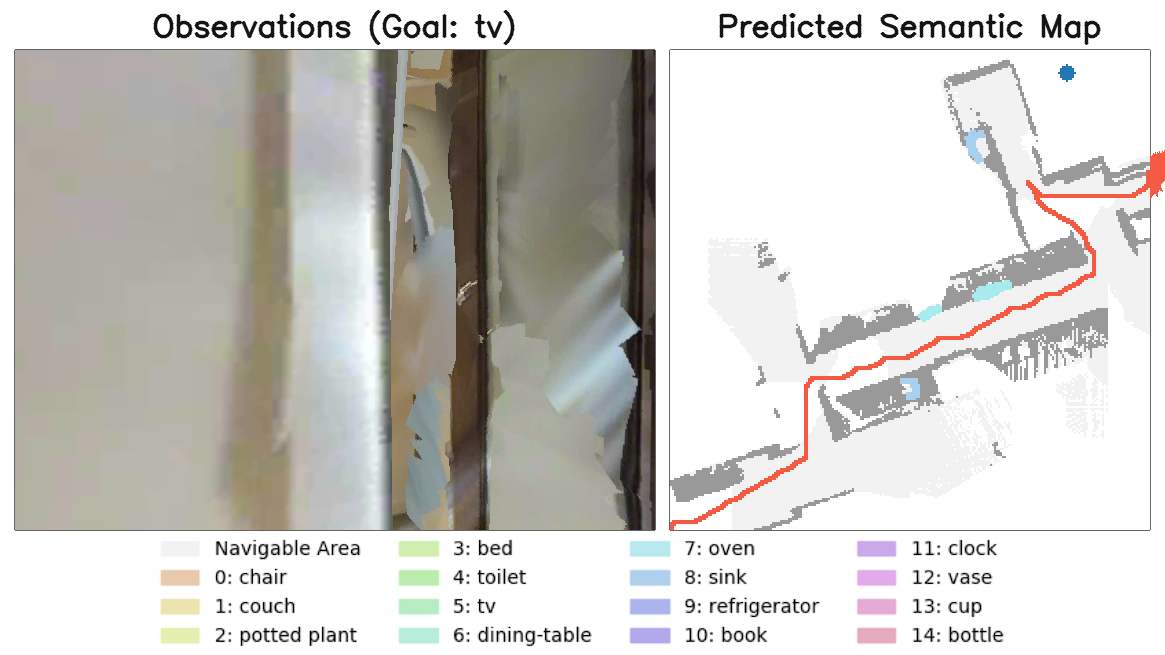 Observations (Goal: tv)
Predicted Semantic Map
Navigable Area
0: chair
1: couch
2: potted plant
3: bed
4: toilet
5: tv
6: dining-table
7: oven
8: sink
9: refrigerator
10: book
11: clock
12: vase
13: cup
14: bottle